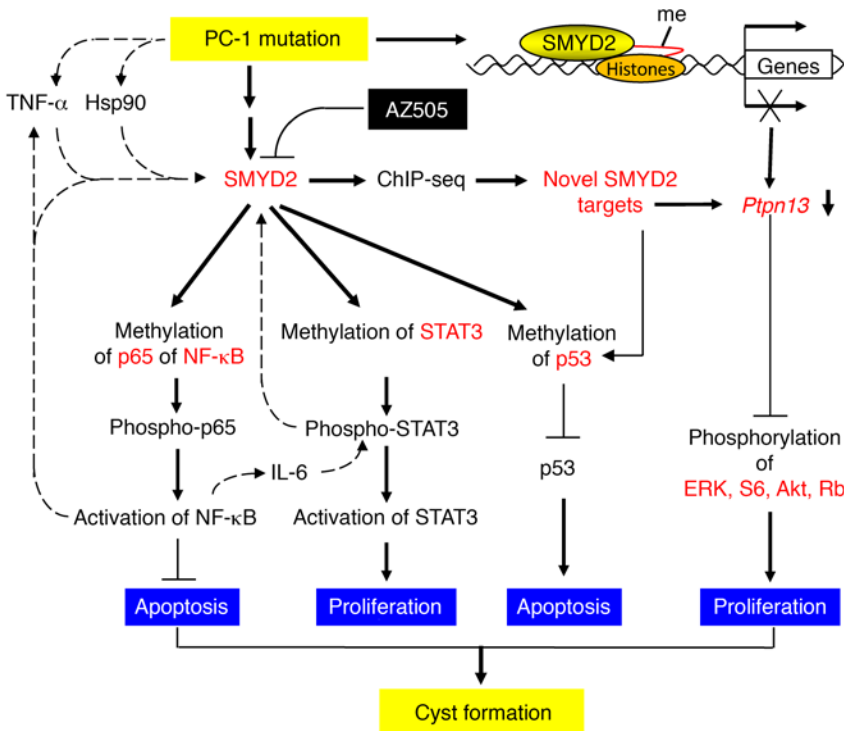 PC-1 mutation
SMYD2
me
Histones
Genes
TNF-α
Hsp90
AZ505
SMYD2
ChIP-seq
Novel SMYD2
targets
Ptpn13
Methylation
of p65 of NF-κB
Methylation of STAT3
Methylation
of p53
Phospho-p65
Phospho-STAT3
IL-6
p53
Phosphorylation
of
ERK, S6, Akt, Rb
Activation of NF-κB
Activation of STAT3
Apoptosis
Proliferation
Apoptosis
Proliferation
Cyst formation